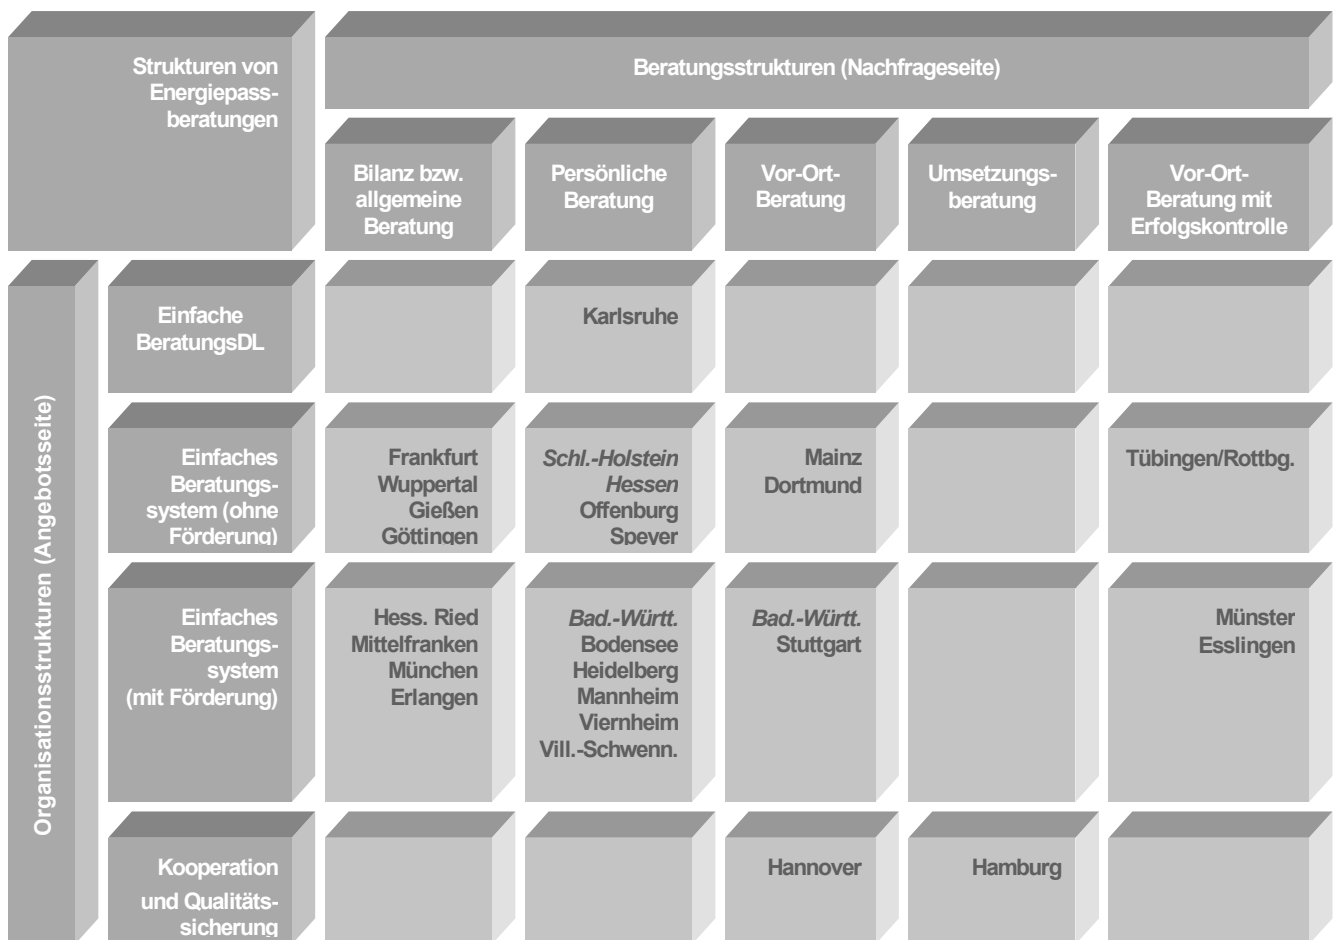 Strukturen von
Energiepass-
beratungen
Beratungsstrukturen (Nachfrageseite)
Bilanz bzw.
allgemeine
Beratung
Persönliche
Beratung
Vor-Ort-
Beratung
Umsetzungs-
beratung
Vor-Ort-
Beratung mit
Erfolgskontrolle
Organisationsstrukturen (Angebotsseite)
Einfache
BeratungsDL
Karlsruhe
Einfaches
Beratungs-
system (ohne
Förderung)
Frankfurt
Wuppertal
Gießen
Göttingen
Schl.-Holstein
Hessen
Offenburg
Speyer
Mainz
Dortmund
Tübingen/Rottbg.
Einfaches
Beratungs-
system
(mit Förderung)
Hess. Ried
Mittelfranken
München
Erlangen
Bad.-Württ.
Bodensee
Heidelberg
Mannheim
Viernheim
Vill.-Schwenn.
Bad.-Württ.
Stuttgart
Münster
Esslingen
Kooperation
und Qualitäts-
sicherung
Hannover
Hamburg